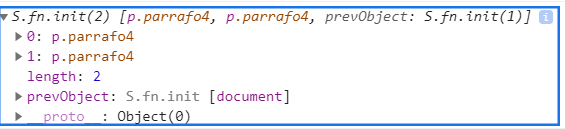 ▼S.fn.init(2) [p.parrafo4, p.parrafo4, prevObject: S.fn.init(1)] i
▶0: p.parrafo4
▶1: p.parrafo4
length: 2
▶prevObject: S.fn.init [document]
▶__proto__: Object(0)